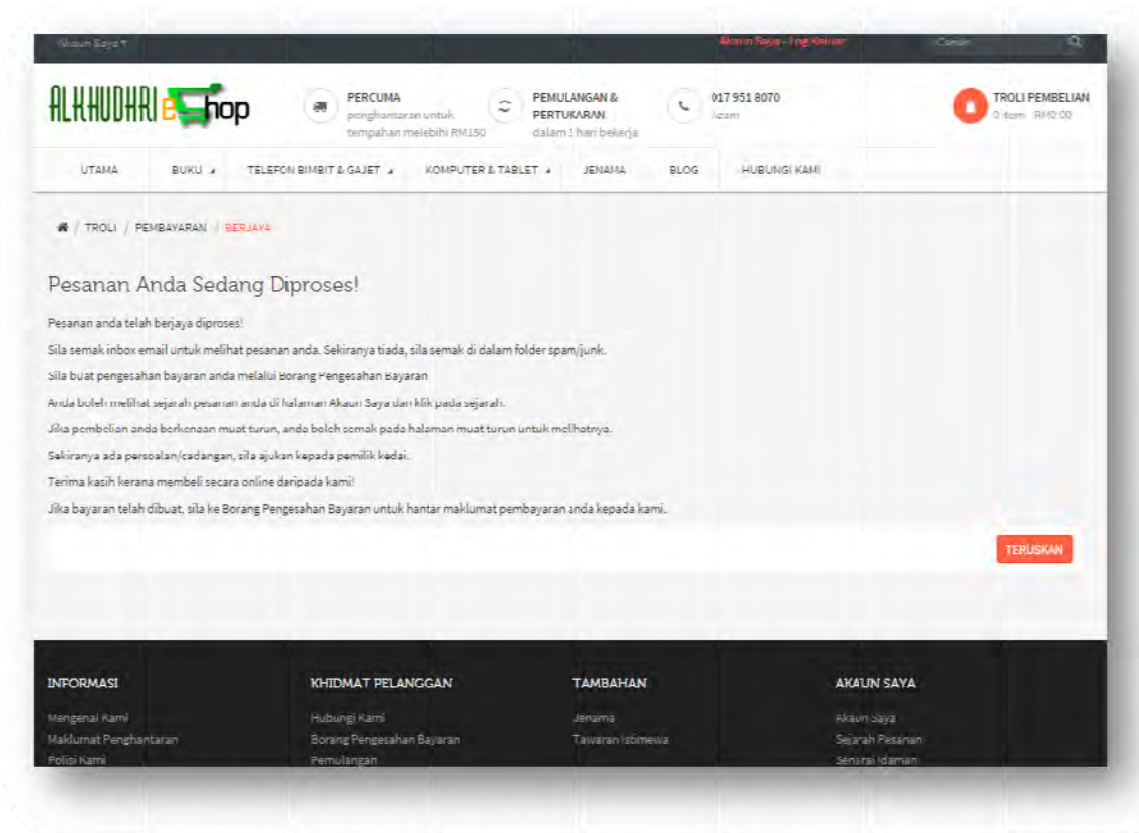 Akaun Saya
Akaun Saya - Log Keluar
Carian
ALKHUDHRI eShop
PERCUMA
penghantaran untuk
tempahan melebihi RM150
PEMULANGAN &
PERTUKARAN
dalam 3 hari bekerja
017 951 8070
Azam
TROLI PEMBELIAN
0 item - RM0.00
UTAMA
BUKU
TELEFON BIMBIT & GAJET
KOMPUTER & TABLET
JENAMA
BLOG
HUBUNGI KAMI
/ TROLI / PEMBAYARAN / BERJAYA
Pesanan Anda Sedang Diproses!
Pesanan anda telah berjaya diproses!
Sila semak inbox email untuk melihat pesanan anda. Sekiranya tiada, sila semak di dalam folder spam/junk.
Sila buat pengesahan bayaran anda melalui Borang Pengesahan Bayaran
Anda boleh melihat sejarah pesanan anda di halaman Akaun Saya dan klik pada sejarah.
Jika pembelian anda berkenaan muat turun, anda boleh semak pada halaman muat turun untuk melihatnya.
Sekiranya ada persoalan/cadangan, sila ajukan kepada pemilik kedai.
Terima kasih kerana membeli secara online daripada kami!
Jika bayaran telah dibuat, sila ke Borang Pengesahan Bayaran untuk hantar maklumat pembayaran anda kepada kami.
TERUSKAN
INFORMASI
Mengenai Kami
Maklumat Penghantaran
Polisi Kami
KHIDMAT PELANGGAN
Hubungi Kami
Borang Pengesahan Bayaran
Pemulangan
TAMBAHAN
Jenama
Tawaran Istimewa
AKAUN SAYA
Akaun Saya
Sejarah Pesanan
Senarai Idaman